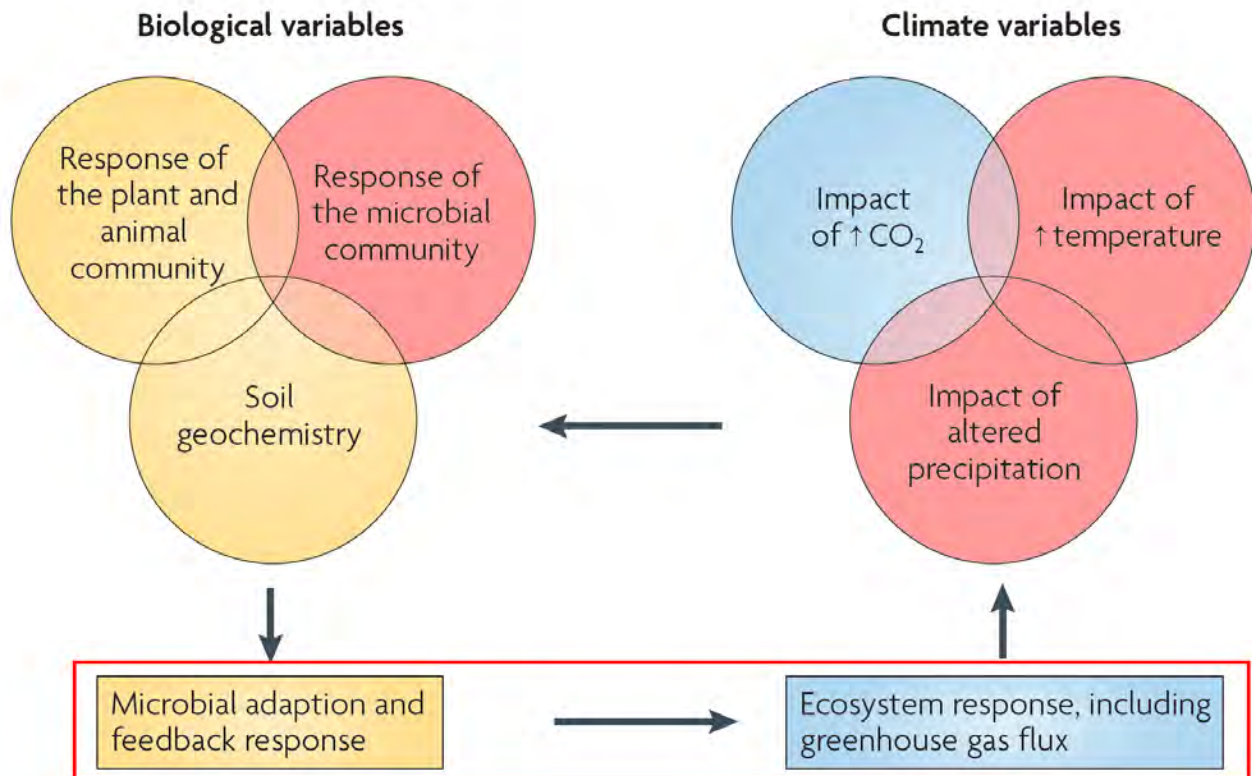 Biological variables
Climate variables
Response of
the plant and
animal
community
Response of
the microbial
community
Soil
geochemistry
Impact
of ↑ CO₂
Impact of
↑ temperature
Impact of
altered
precipitation
Microbial adaption and
feedback response
Ecosystem response, including
greenhouse gas flux